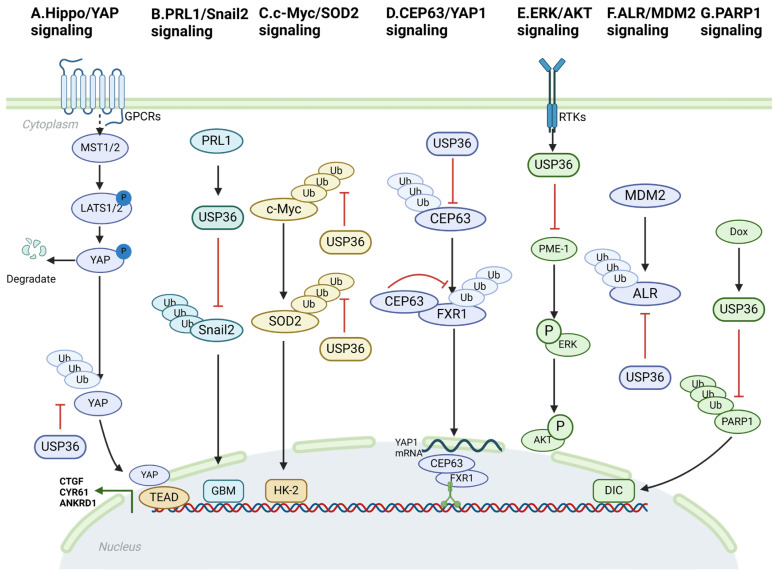 A.Hippo/YAP
signaling
B.PRL1/Snail2
signaling
C.c-Myc/SOD2
signaling
D.CEP63/YAP1
signaling
E.ERK/AKT
signaling
F.ALR/MDM2
signaling
G.PARP1
signaling
Cytoplasm
GPCRs
MST1/2
LATS1/2
P
YAP
P
Degradate
Ub
Ub
Ub
YAP
USP36
YAP
TEAD
CTGF
CYR61
ANKRD1
Nucleus
PRL1
USP36
Ub
Ub
Ub
Snail2
GBM
Ub
Ub
Ub
c-Myc
USP36
Ub
Ub
Ub
SOD2
USP36
HK-2
USP36
Ub
Ub
Ub
CEP63
CEP63
Ub
Ub
Ub
FXR1
YAP1
mRNA
CEP63
FXR1
RTKs
USP36
PME-1
P
ERK
P
AKT
MDM2
Ub
Ub
Ub
ALR
USP36
Dox
USP36
Ub
Ub
Ub
PARP1
DIC